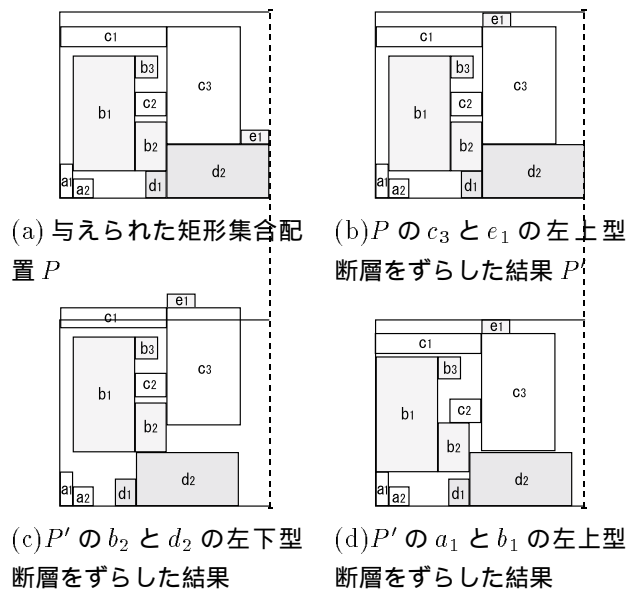 c1
b3
c3
b1
c2
b2
e1
a1
a2
d1
d2
(a) 与えられた矩形集合配
置 P
e1
c1
b3
c3
b1
c2
b2
d2
a1
a2
d1
(b)P の c3 と e1 の左上型
断層をずらした結果 P′
e1
c1
b3
c3
b1
c2
b2
d2
a1
a2
d1
(c)P′ の b2 と d2 の左下型
断層をずらした結果
e1
c1
b3
c3
b1
c2
b2
d2
a1
a2
d1
(d)P′ の a1 と b1 の左上型
断層をずらした結果